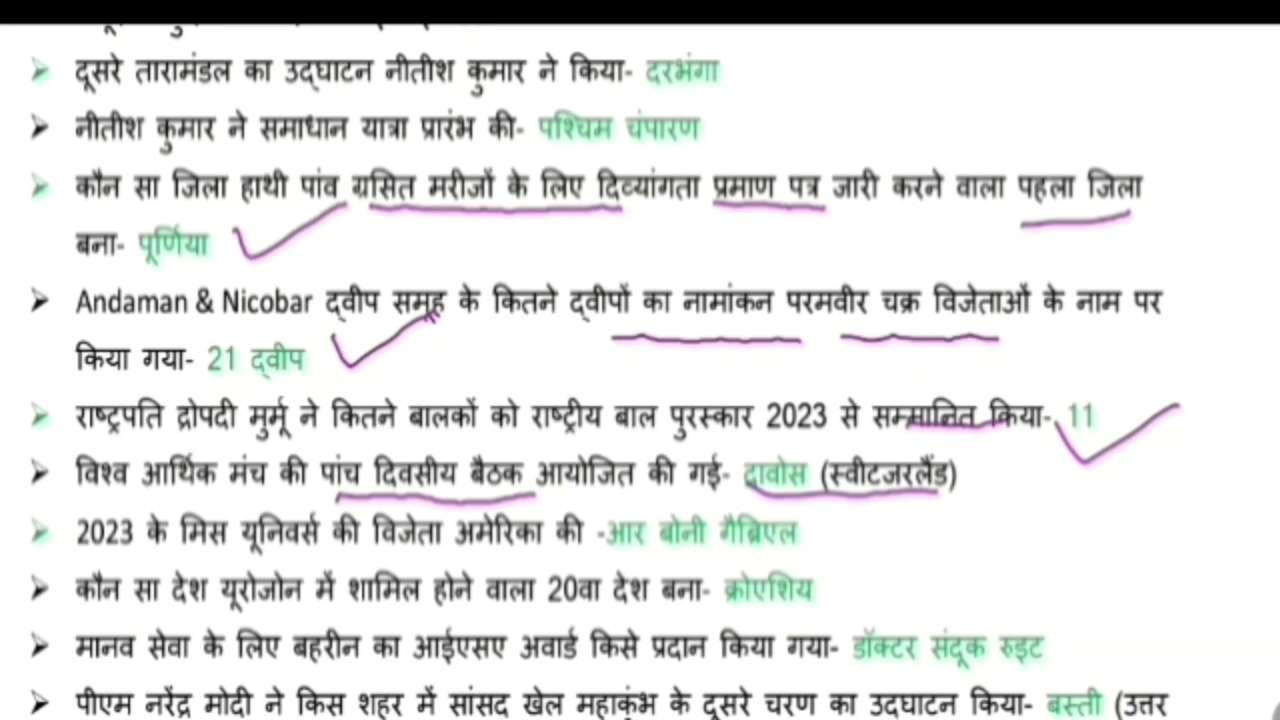 ➤ दूसरे तारामंडल का उद्घाटन नीतीश कुमार ने किया- दरभंगा
➤ नीतीश कुमार ने समाधान यात्रा प्रारंभ की- पश्चिम चंपारण
➤ कौन सा जिला हाथी पांव ग्रसित मरीजों के लिए दिव्यांगता प्रमाण पत्र जारी करने वाला पहला जिला
बना- पूर्णिया
➤ Andaman & Nicobar द्वीप समूह के कितने द्वीपों का नामांकन परमवीर चक्र विजेताओं के नाम पर
किया गया- 21 द्वीप
➤ राष्ट्रपति द्रोपदी मुर्मू ने कितने बालकों को राष्ट्रीय बाल पुरस्कार 2023 से सम्मानित किया- 11
➤ विश्व आर्थिक मंच की पांच दिवसीय बैठक आयोजित की गई- दावोस (स्वीटजरलैंड)
➤ 2023 के मिस यूनिवर्स की विजेता अमेरिका की -आर बोनी गैब्रिएल
➤ कौन सा देश यूरोजोन में शामिल होने वाला 20वा देश बना- क्रोएशिय
➤ मानव सेवा के लिए बहरीन का आईएसए अवार्ड किसे प्रदान किया गया- डॉक्टर संदूक रुइट
➤ पीएम नरेंद्र मोदी ने किस शहर में सांसद खेल महाकुंभ के दूसरे चरण का उदघाटन किया- बस्ती (उत्तर